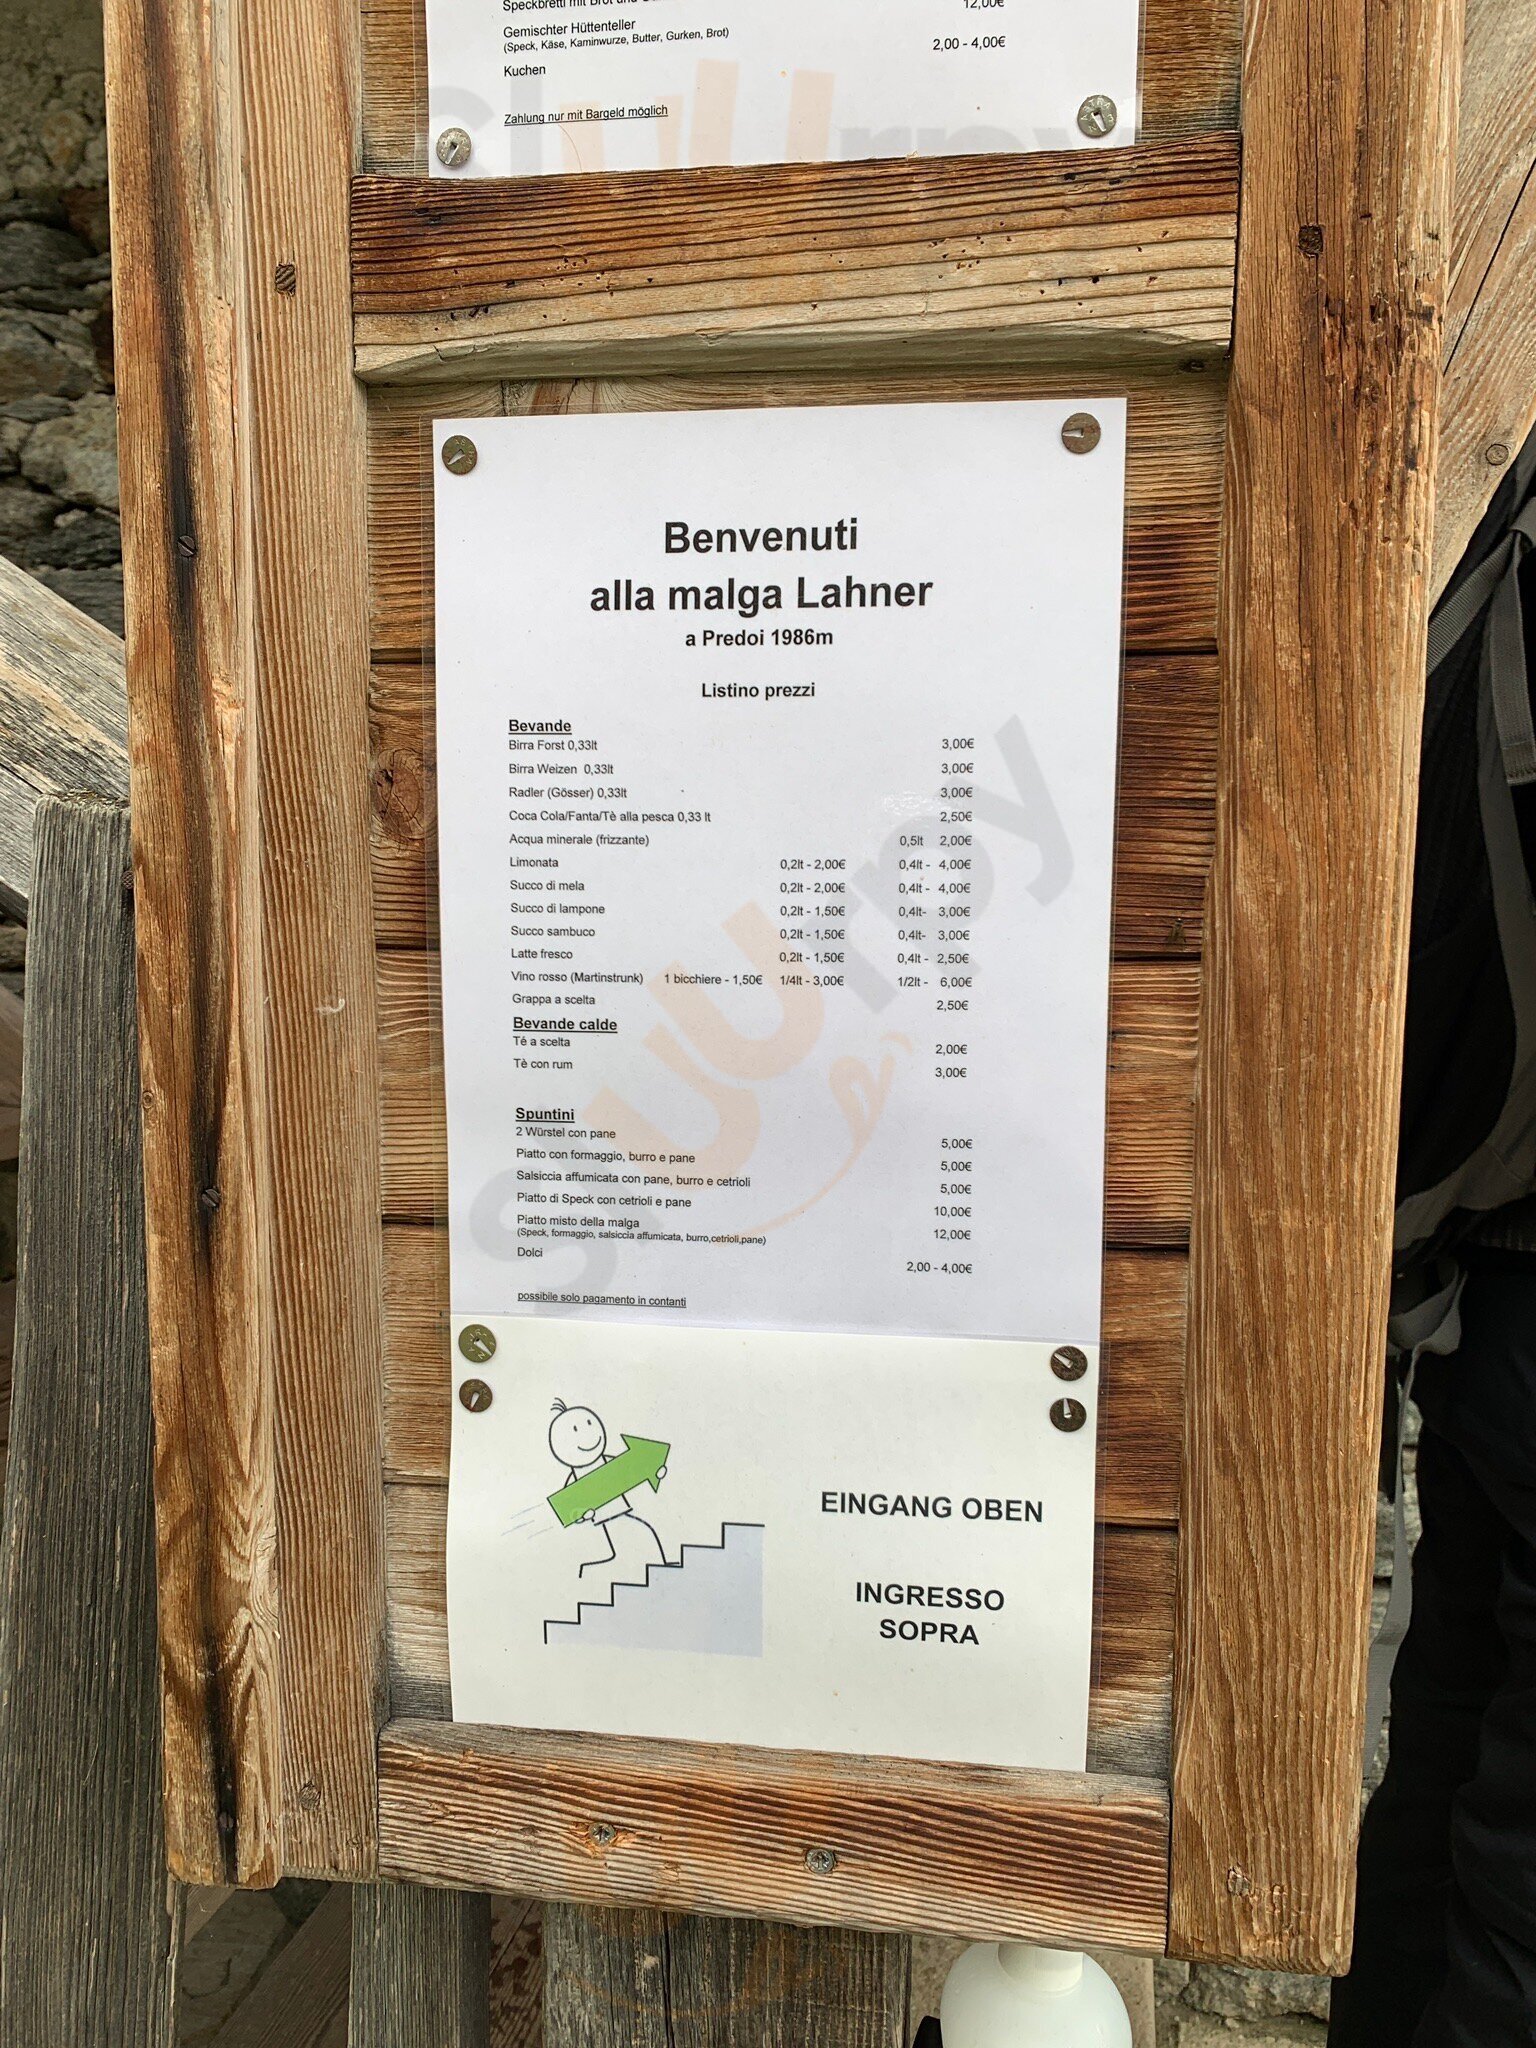 Speckbrettl mit Brot und
12,00€
Gemischter Hüttenteller
(Speck, Käse, Kaminwurze, Butter, Gurken, Brot)
2,00 - 4,00€
Kuchen
Zahlung nur mit Bargeld möglich
Benvenuti
alla malga Lahner
a Predoi 1986m
Listino prezzi
Bevande
Birra Forst 0,33lt 3,00€
Birra Weizen 0,33lt 3,00€
Radler (Gösser) 0,33lt 3,00€
Coca Cola/Fanta/Tè alla pesca 0,33 lt 2,50€
Acqua minerale (frizzante) 0,5lt 2,00€
Limonata 0,2lt - 2,00€ 0,4lt - 4,00€
Succo di mela 0,2lt - 2,00€ 0,4lt - 4,00€
Succo di lampone 0,2lt - 1,50€ 0,4lt- 3,00€
Succo sambuco 0,2lt - 1,50€ 0,4lt- 3,00€
Latte fresco 0,2lt - 1,50€ 0,4lt - 2,50€
Vino rosso (Martinstrunk) 1 bicchiere - 1,50€ 1/4lt - 3,00€ 1/2lt - 6,00€
Grappa a scelta 2,50€
Bevande calde
Té a scelta 2,00€
Tè con rum 3,00€
Spuntini
2 Würstel con pane 5,00€
Piatto con formaggio, burro e pane 5,00€
Salsiccia affumicata con pane, burro e cetrioli 5,00€
Piatto di Speck con cetrioli e pane 10,00€
Piatto misto della malga 12,00€
(Speck, formaggio, salsiccia affumicata, burro,cetrioli,pane)
Dolci 2,00 - 4,00€
possibile solo pagamento in contanti
EINGANG OBEN
INGRESSO
SOPRA
sluurpy